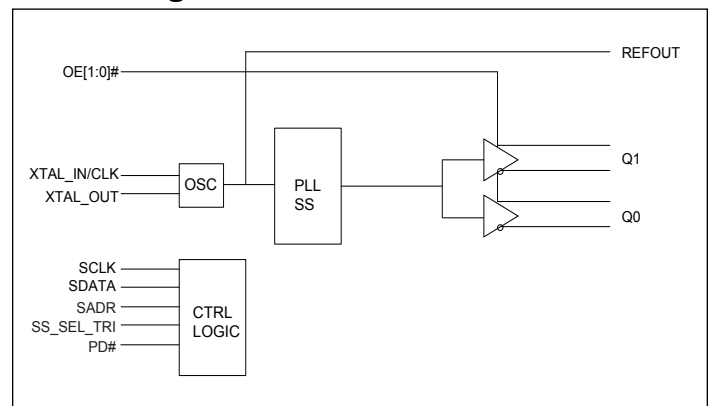 REFOUT
OE[1:0]#
XTAL_IN/CLK
XTAL_OUT
OSC
PLL
SS
Q1
Q0
SCLK
SDATA
SADR
SS_SEL_TRI
PD#
CTRL
LOGIC